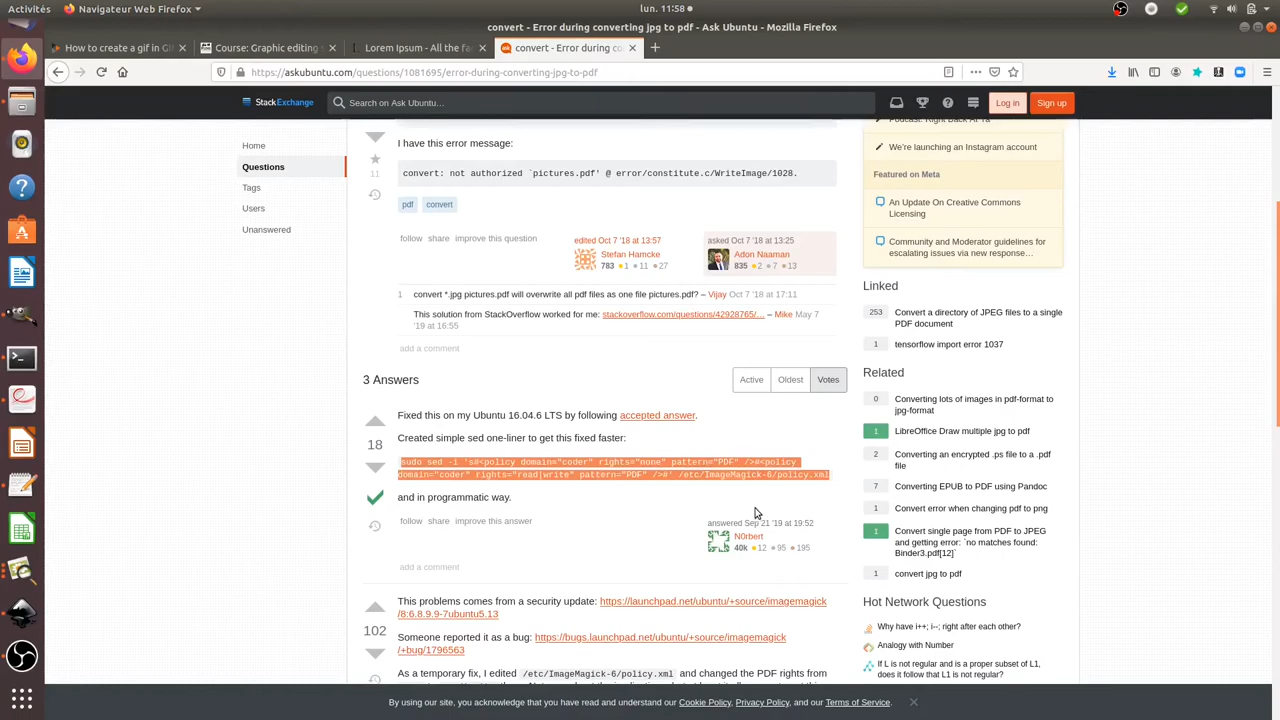 Activities
Firefox Web Browser
lun, 11:58
convert - Error during converting jpg to pdf - Ask Ubuntu - Mozilla Firefox
How to create a gif in G
Course: Graphic editing
Lorem Ipsum - All the fa
convert - Error during co
https://askubuntu.com/questions/1081695/error-during-converting-jpg-to-pdf
StackExchange
Search on Ask Ubuntu…
Log in
Sign up
Home
Questions
Tags
Users
Unanswered
I have this error message:
11
convert: not authorized `pictures.pdf' @ error/constitute.c/WriteImage/1028.
pdf convert
follow share improve this question
edited Oct 7 '18 at 13:57
Stefan Hamcke
783 1 11 27
asked Oct 7 '18 at 13:25
Adon Naaman
835 2 7 13
1 convert *.jpg pictures.pdf will overwrite all pdf files as one file pictures.pdf? – Vijay Oct 7 '18 at 17:11
This solution from StackOverflow worked for me: stackoverflow.com/questions/42928765/… – Mike May 7
'19 at 16:55
add a comment
3 Answers
Active Oldest Votes
18
Fixed this on my Ubuntu 16.04.6 LTS by following accepted answer.
Created simple sed one-liner to get this fixed faster:
sudo sed -i 's#<policy domain="coder" rights="none" pattern="PDF" />#<policy
domain="coder" rights="read|write" pattern="PDF" />#' /etc/ImageMagick-6/policy.xml
and in programmatic way.
follow share improve this answer
answered Sep 21 '19 at 19:52
N0rbert
40k 12 95 195
add a comment
102
This problems comes from a security update: https://launchpad.net/ubuntu/+source/imagemagick
/8:6.8.9.9-7ubuntu5.13
Someone reported it as a bug: https://bugs.launchpad.net/ubuntu/+source/imagemagick
/+bug/1796563
As a temporary fix, I edited /etc/ImageMagick-6/policy.xml and changed the PDF rights from
We're launching an Instagram account
Featured on Meta
An Update On Creative Commons
Licensing
Community and Moderator guidelines for
escalating issues via new response…
Linked
253 Convert a directory of JPEG files to a single
PDF document
1 tensorflow import error 1037
Related
0 Converting lots of images in pdf-format to
jpg-format
1 LibreOffice Draw multiple jpg to pdf
2 Converting an encrypted .ps file to a .pdf
file
7 Converting EPUB to PDF using Pandoc
1 Convert error when changing pdf to png
1 Convert single page from PDF to JPEG
and getting error: `no matches found:
Binder3.pdf[12]`
1 convert jpg to pdf
Hot Network Questions
Why have i++; i--; right after each other?
Analogy with Number
If L is not regular and is a proper subset of L1,
does it follow that L1 is not regular?
By using our site, you acknowledge that you have read and understand our Cookie Policy, Privacy Policy, and our Terms of Service.